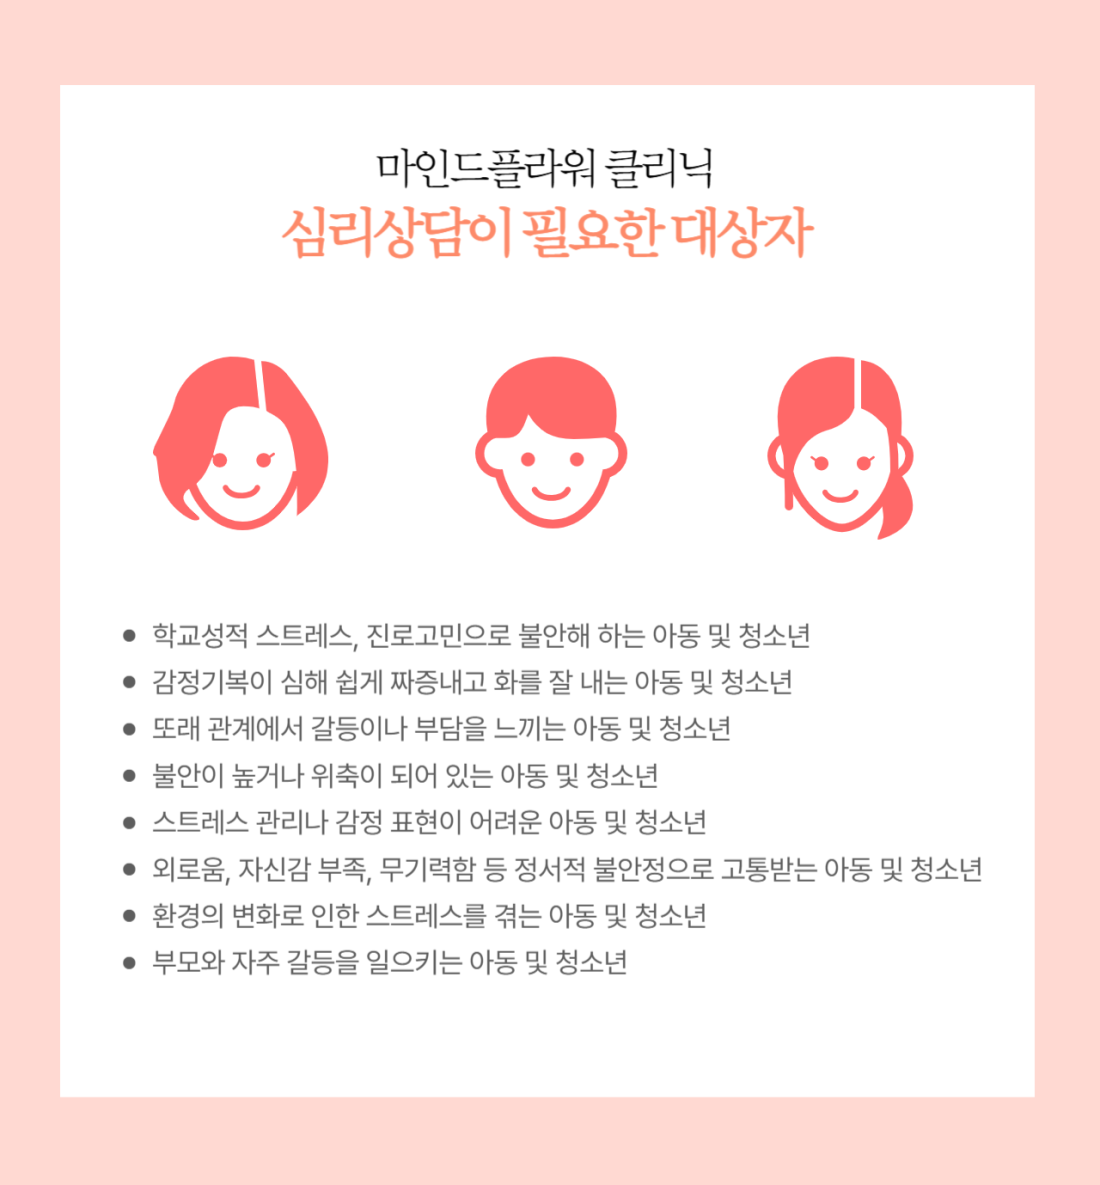 마인드플라워 클리닉
심리상담이 필요한 대상자
● 학교성적 스트레스, 진로고민으로 불안해 하는 아동 및 청소년
● 감정기복이 심해 쉽게 짜증내고 화를 잘 내는 아동 및 청소년
● 또래 관계에서 갈등이나 부담을 느끼는 아동 및 청소년
● 불안이 높거나 위축이 되어 있는 아동 및 청소년
● 스트레스 관리나 감정 표현이 어려운 아동 및 청소년
● 외로움, 자신감 부족, 무기력함 등 정서적 불안정으로 고통받는 아동 및 청소년
● 환경의 변화로 인한 스트레스를 겪는 아동 및 청소년
● 부모와 자주 갈등을 일으키는 아동 및 청소년